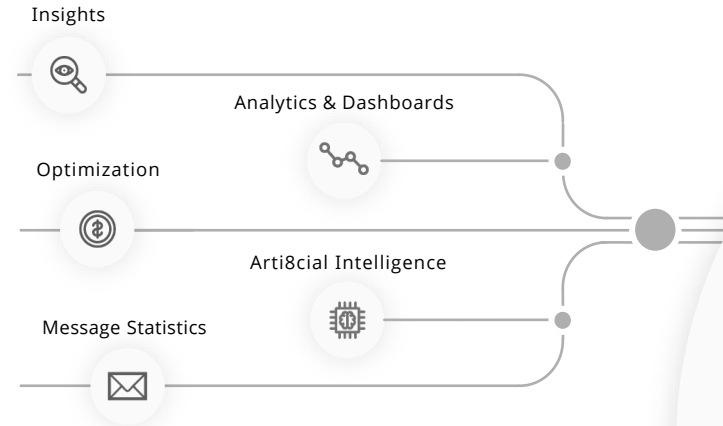 Insights
Analytics & Dashboards
Optimization
Arti8cial Intelligence
Message Statistics